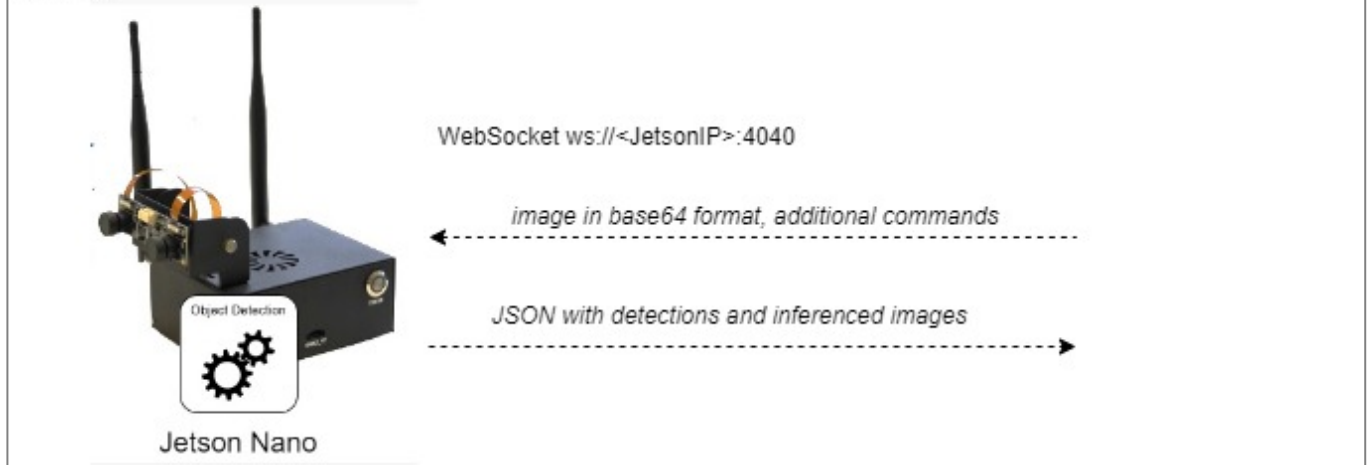 WebSocket ws://<JetsonIP>:4040
image in base64 format, additional commands
Object Detection
JSON with detections and inferenced images
Jetson Nano